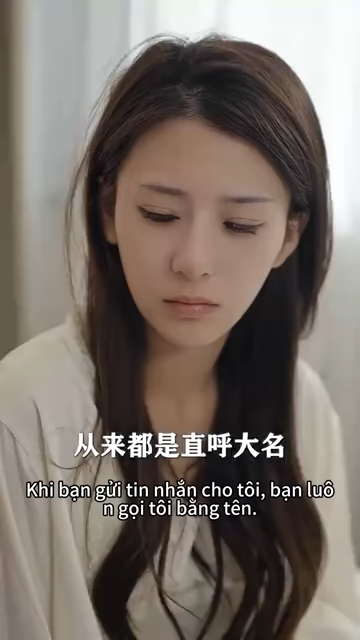 从来都是直呼大名
Khi bạn gửi tin nhắn cho tôi, bạn luô
n gọi tôi bằng tên.